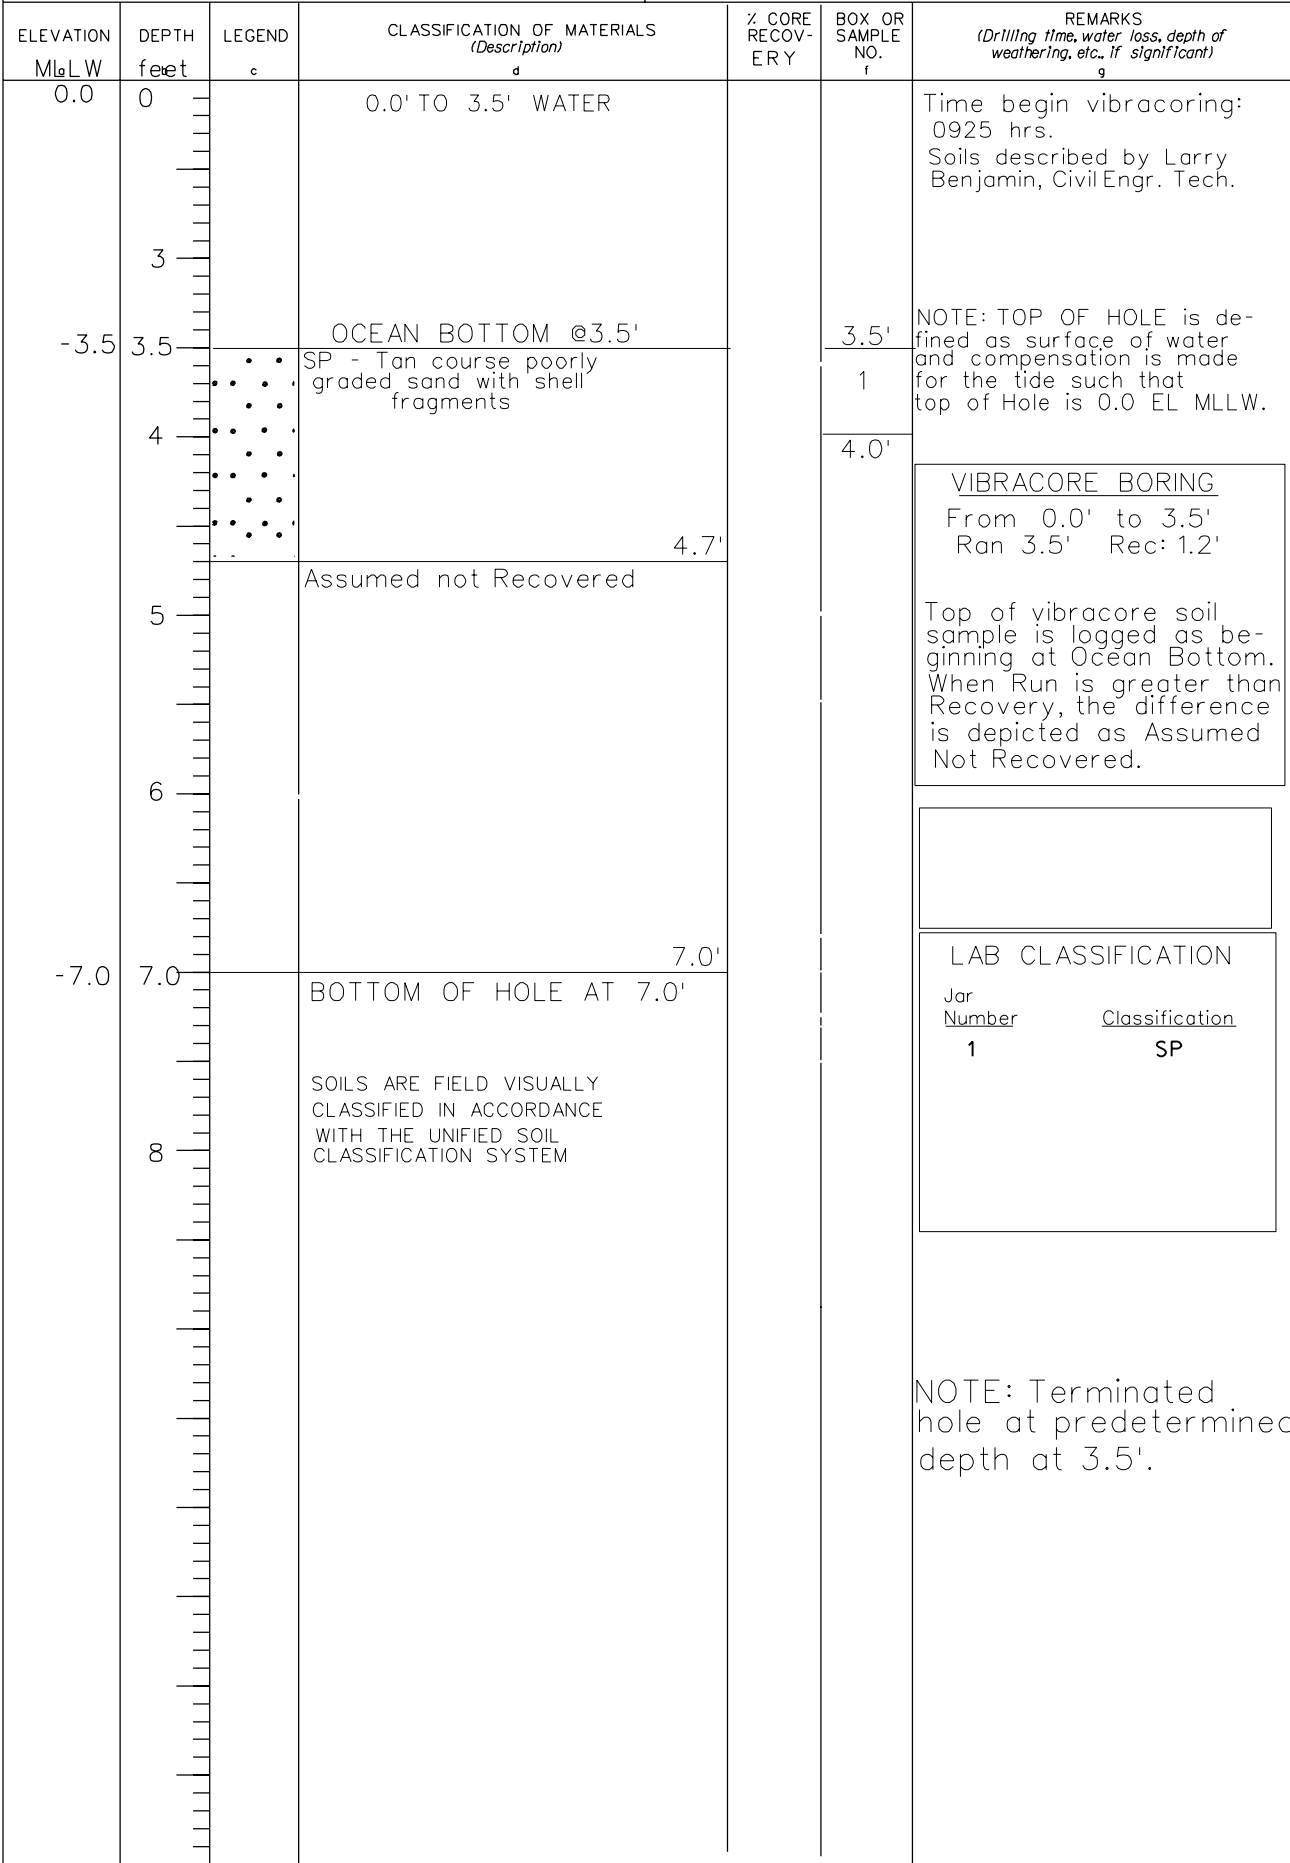 ELEVATION
MLLW
a
DEPTH
feet
b
LEGEND
c
CLASSIFICATION OF MATERIALS
(Description)
d
% CORE
RECOV-
ERY
BOX OR
SAMPLE
NO.
f
REMARKS
(Drilling time, water loss, depth of
weathering, etc., if significant)
g
0.0
0
0.0' TO 3.5' WATER
Time begin vibracoring:
0925 hrs.
Soils described by Larry
Benjamin, Civil Engr. Tech.
3
-3.5
3.5
OCEAN BOTTOM @3.5'
3.5'
NOTE: TOP OF HOLE is de-
fined as surface of water
and compensation is made
for the tide such that
top of Hole is 0.0 EL MLLW.
SP - Tan course poorly
graded sand with shell
fragments
1
4
4.0'
4.7'
VIBRACORE BORING
From 0.0' to 3.5'
Ran 3.5' Rec: 1.2'
Top of vibracore soil
sample is logged as be-
ginning at Ocean Bottom.
When Run is greater than
Recovery, the difference
is depicted as Assumed
Not Recovered.
Assumed not Recovered
5
6
7.0'
-7.0
7.0
BOTTOM OF HOLE AT 7.0'
LAB CLASSIFICATION
Jar
Number
Classification
1
SP
SOILS ARE FIELD VISUALLY
CLASSIFIED IN ACCORDANCE
WITH THE UNIFIED SOIL
CLASSIFICATION SYSTEM
8
NOTE: Terminated
hole at predetermined
depth at 3.5'.